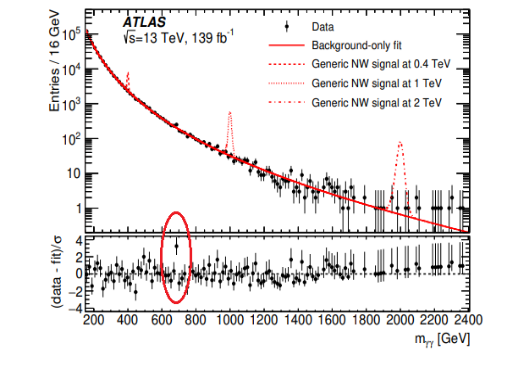 ATLAS
√s=13 TeV, 139 fb⁻¹
Data
Background-only fit
Generic NW signal at 0.4 TeV
Generic NW signal at 1 TeV
Generic NW signal at 2 TeV
Entries / 16 GeV
10⁵
10⁴
10³
10²
10
1
(data - fit)/σ
4
2
0
−2
−4
200 400 600 800 1000 1200 1400 1600 1800 2000 2200 2400
mγγ [GeV]